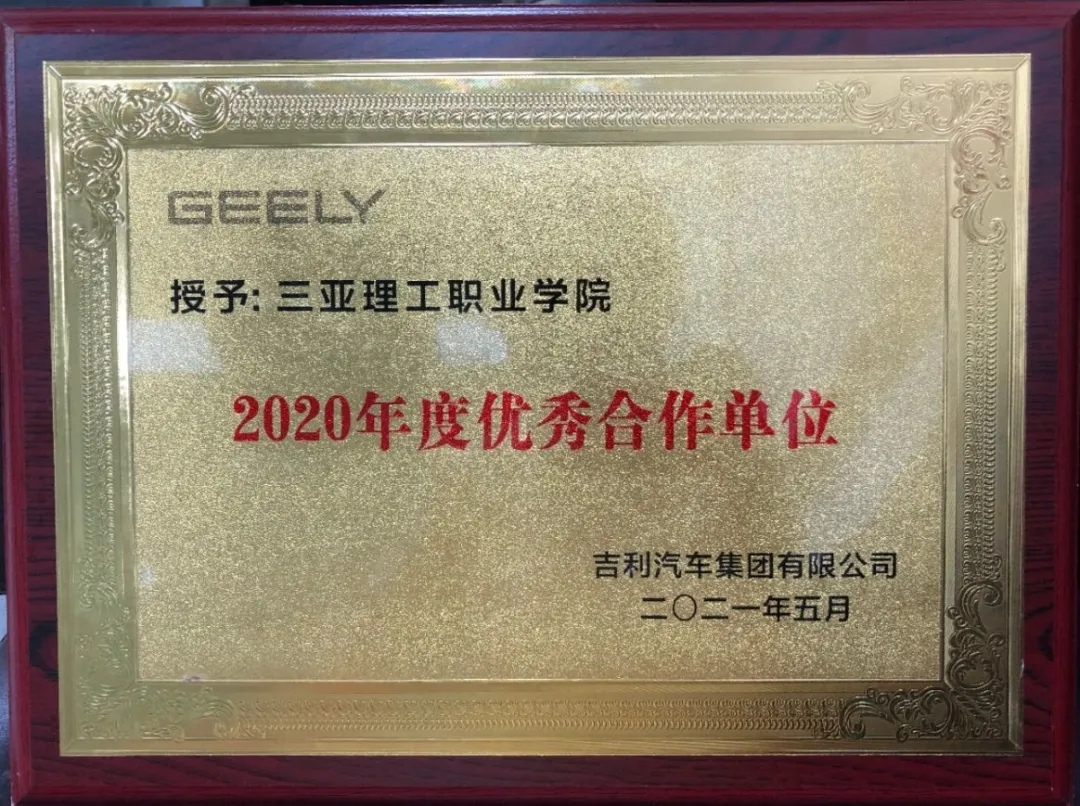 GEELY
授予: 三亚理工职业学院
2020年度优秀合作单位
吉利汽车集团有限公司
二〇二一年五月